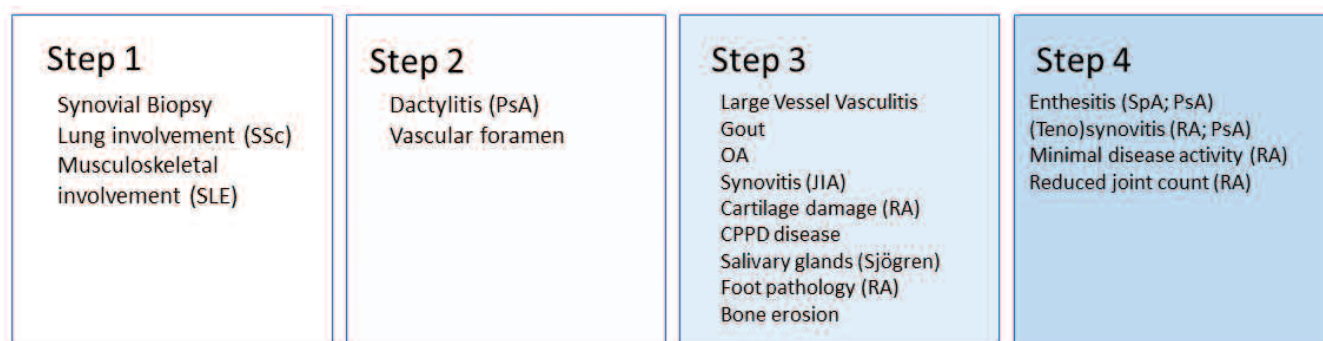 Step 1
Synovial Biopsy
Lung involvement (SSc)
Musculoskeletal
involvement (SLE)
Step 2
Dactylitis (PsA)
Vascular foramen
Step 3
Large Vessel Vasculitis
Gout
OA
Synovitis (JIA)
Cartilage damage (RA)
CPPD disease
Salivary glands (Sjögren)
Foot pathology (RA)
Bone erosion
Step 4
Enthesitis (SpA; PsA)
(Teno)synovitis (RA; PsA)
Minimal disease activity (RA)
Reduced joint count (RA)